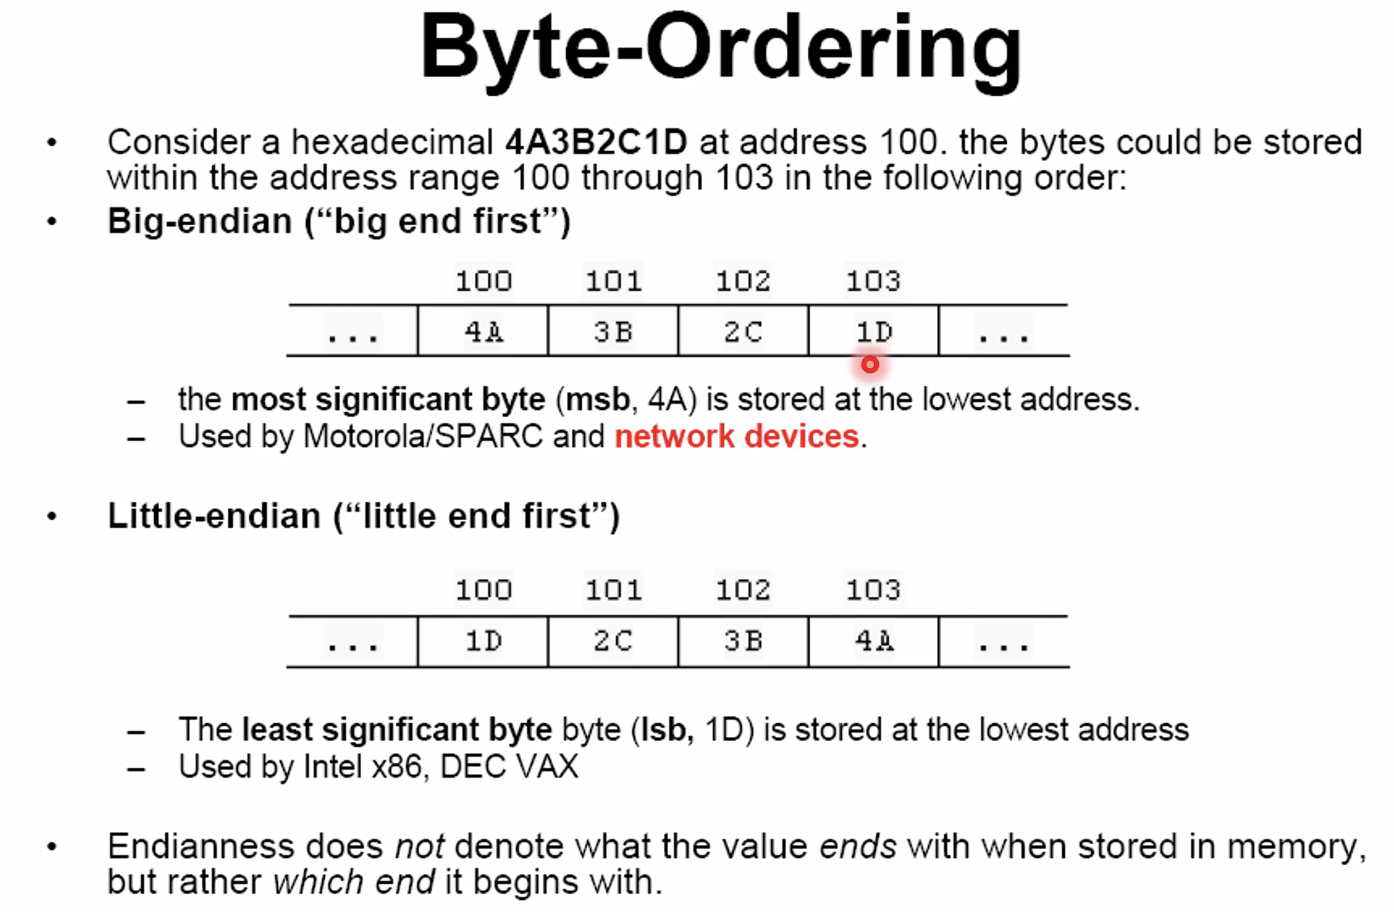 Byte-Ordering
• Consider a hexadecimal 4A3B2C1D at address 100. the bytes could be stored
within the address range 100 through 103 in the following order:
• Big-endian (“big end first”)
100 101 102 103
... 4A 3B 2C 1D ...
– the most significant byte (msb, 4A) is stored at the lowest address.
– Used by Motorola/SPARC and network devices.
• Little-endian (“little end first”)
100 101 102 103
... 1D 2C 3B 4A ...
– The least significant byte byte (lsb, 1D) is stored at the lowest address
– Used by Intel x86, DEC VAX
• Endianness does not denote what the value ends with when stored in memory,
but rather which end it begins with.